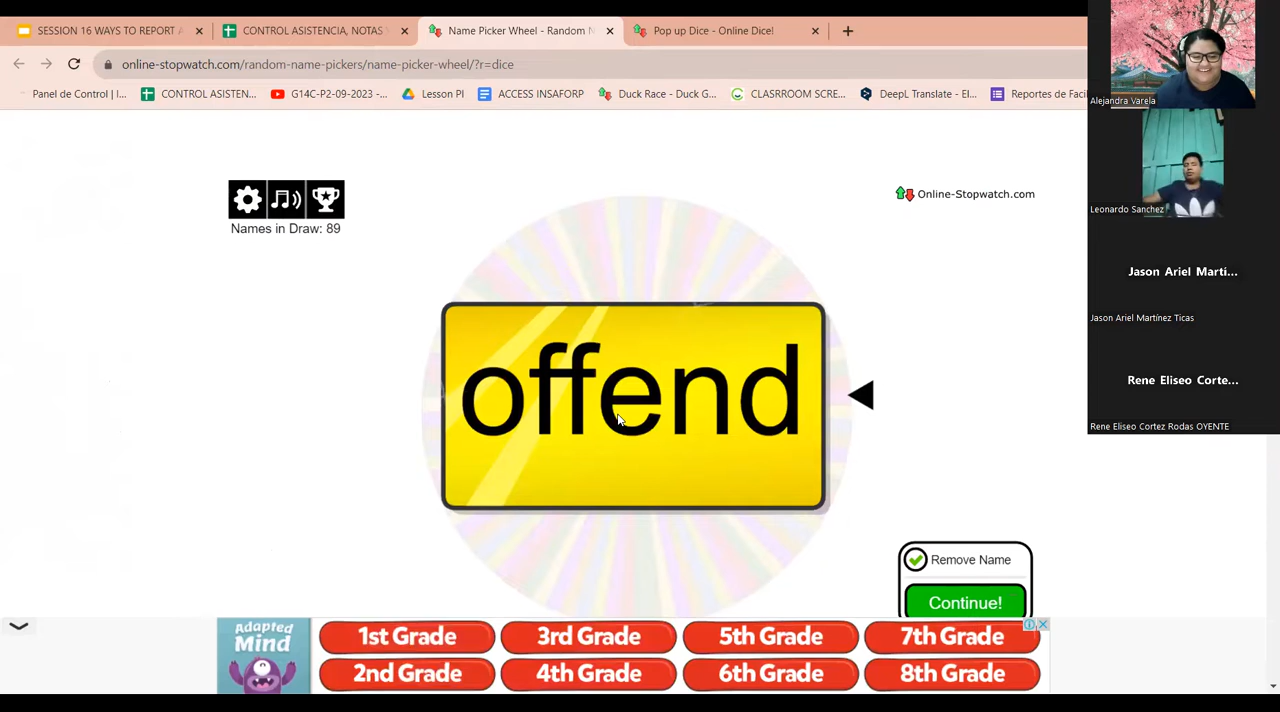 SESSION 16 WAYS TO REPORT A
CONTROL ASISTENCIA, NOTAS
Name Picker Wheel - Random N
Pop up Dice - Online Dice!
online-stopwatch.com/random-name-pickers/name-picker-wheel/?r=dice
Panel de Control | I...
CONTROL ASISTEN...
G14C-P2-09-2023 -...
Lesson Pl
ACCESS INSAFORP
Duck Race - Duck G...
CLASRROOM SCRE...
DeepL Translate - El...
Reportes de Facil
Alejandra Varela
Leonardo Sanchez
Jason Ariel Martí...
Jason Ariel Martínez Ticas
Rene Eliseo Corte...
Rene Eliseo Cortez Rodas OYENTE
Names in Draw: 89
Online-Stopwatch.com
offend
Remove Name
Continue!
Adapted
Mind
1st Grade
3rd Grade
5th Grade
7th Grade
2nd Grade
4th Grade
6th Grade
8th Grade